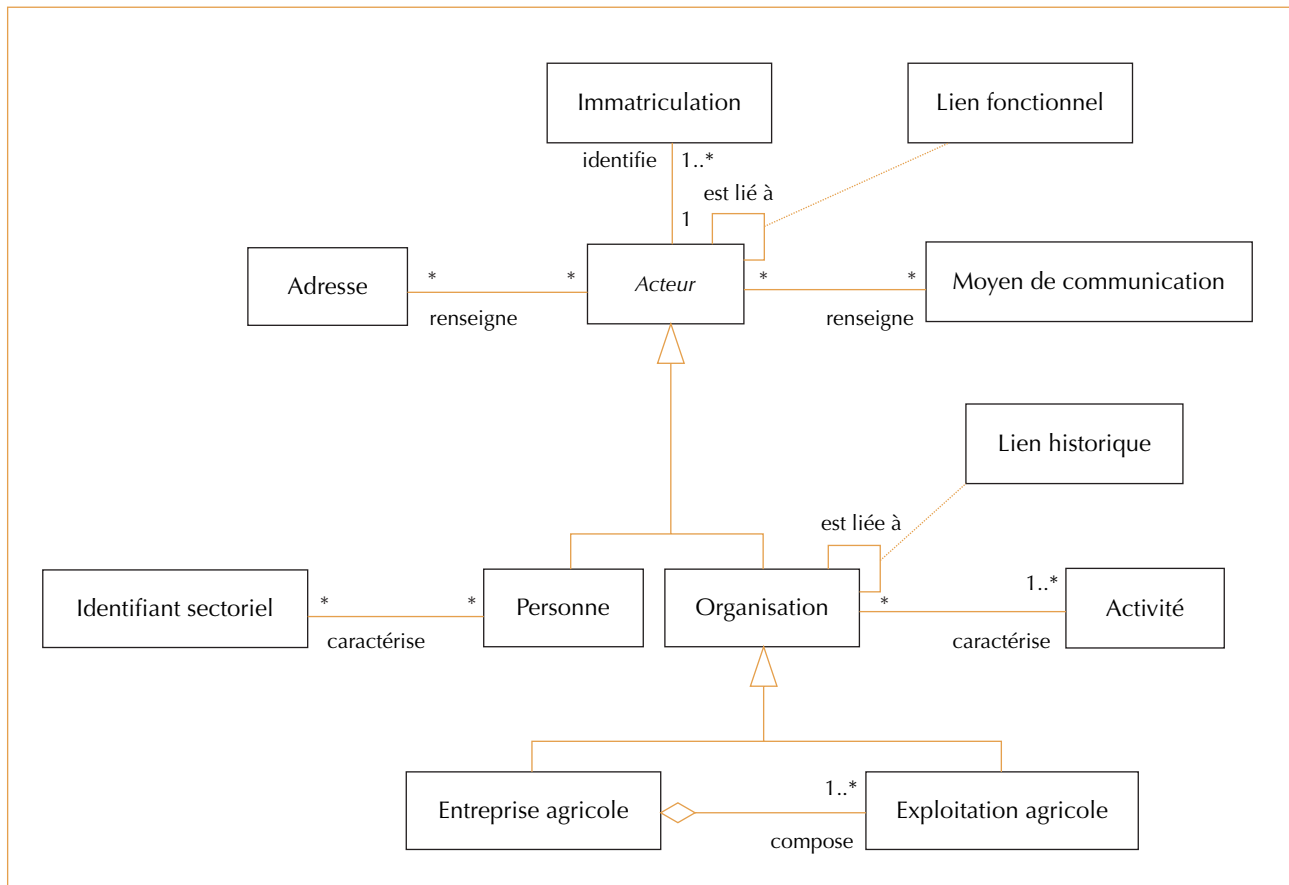 Immatriculation
Lien fonctionnel
identifie
1..*
est lié à
1
Adresse
*
*
Acteur
*
*
Moyen de communication
renseigne
renseigne
Lien historique
est liée à
Identifiant sectoriel
*
*
Personne
Organisation
*
1..*
Activité
caractérise
caractérise
Entreprise agricole
1..*
Exploitation agricole
compose